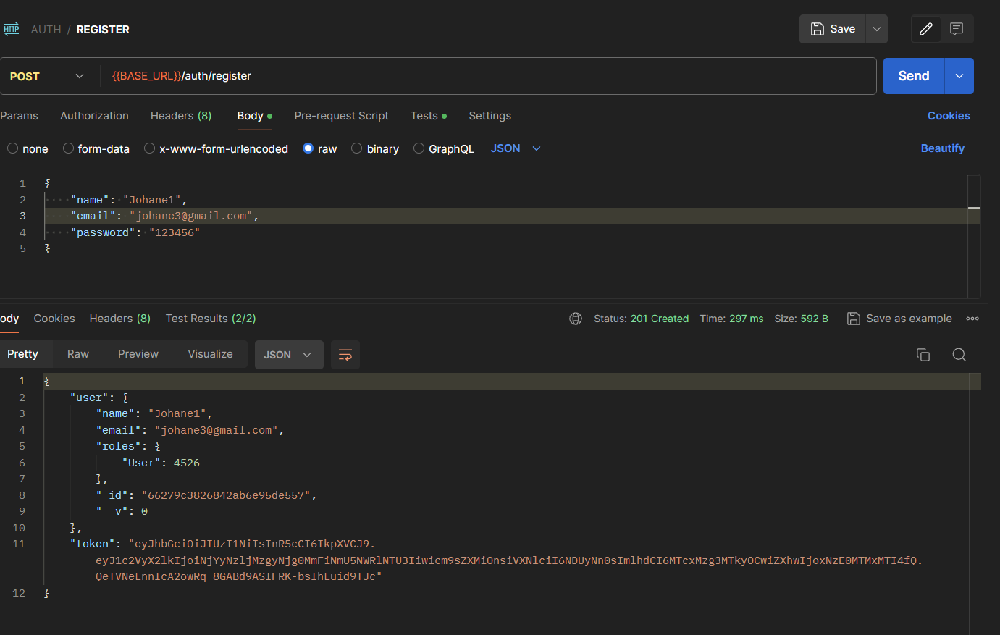 HTTP AUTH / REGISTER Save
POST {{BASE_URL}}/auth/register Send
Params Authorization Headers (8) Body Pre-request Script Tests Settings Cookies
none form-data x-www-form-urlencoded raw binary GraphQL JSON Beautify
1 {
2 "name": "Johane1",
3 "email": "johane3@gmail.com",
4 "password": "123456"
5 }
ody Cookies Headers (8) Test Results (2/2) Status: 201 Created Time: 297 ms Size: 592 B Save as example
Pretty Raw Preview Visualize JSON
1 {
2 "user": {
3 "name": "Johane1",
4 "email": "johane3@gmail.com",
5 "roles": {
6 "User": 4526
7 },
8 "_id": "66279c3826842ab6e95de557",
9 "__v": 0
10 },
11 "token": "eyJhbGciOiJIUzI1NiIsInR5cCI6IkpXVCJ9.
eyJ1c2VyX2lkIjoiNjYyNzljMzgyNjg0MmFiNmU5NWRlNTU3Iiwicm9sZXMiOnsiVXNlciI6NDUyNn0sImlhdCI6MTcxMzg3MTkyOCwiZXhwIjoxNzE0MTMxMTI4fQ.
QeTVNeLnnIcA2owRq_8GABd9ASIFRK-bsIhLuid9TJc"
12 }